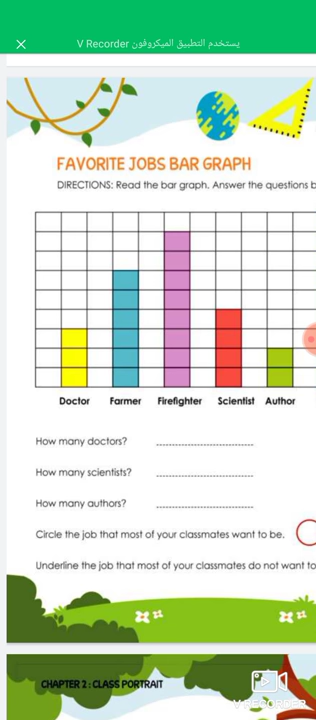 يستخدم التطبيق الميكروفون V Recorder
FAVORITE JOBS BAR GRAPH
DIRECTIONS: Read the bar graph. Answer the questions b
Doctor Farmer Firefighter Scientist Author
How many doctors? ------------------------------
How many scientists? ------------------------------
How many authors? ------------------------------
Circle the job that most of your classmates want to be.
Underline the job that most of your classmates do not want to
CHAPTER 2 : CLASS PORTRAIT
V RECORDER